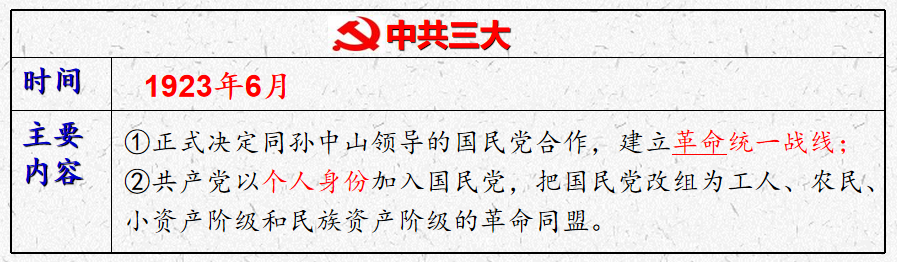 中共三大
时间
1923年6月
主要
内容
①正式决定同孙中山领导的国民党合作，建立革命统一战线；
②共产党以个人身份加入国民党，把国民党改组为工人、农民、
小资产阶级和民族资产阶级的革命同盟。